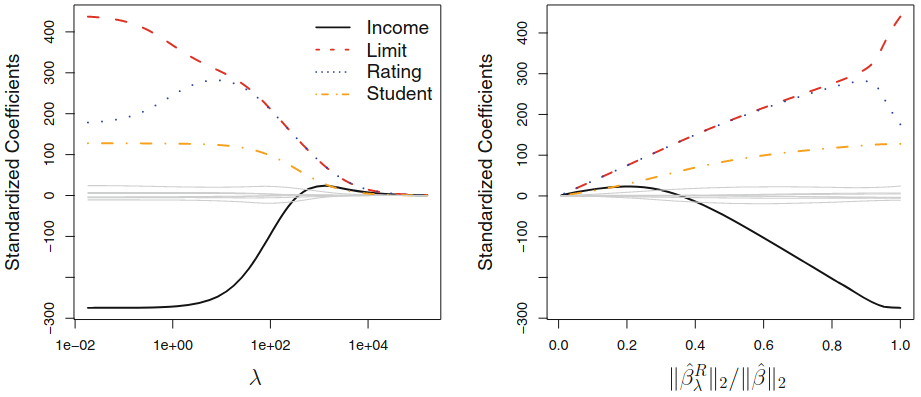 Standardized Coefficients
400
300
200
100
0
−100
−300
1e−02
1e+00
1e+02
1e+04
λ
Income
Limit
Rating
Student
Standardized Coefficients
400
300
200
100
0
−100
−300
0.0
0.2
0.4
0.6
0.8
1.0
‖β̂ᴿ_λ‖₂/‖β̂‖₂